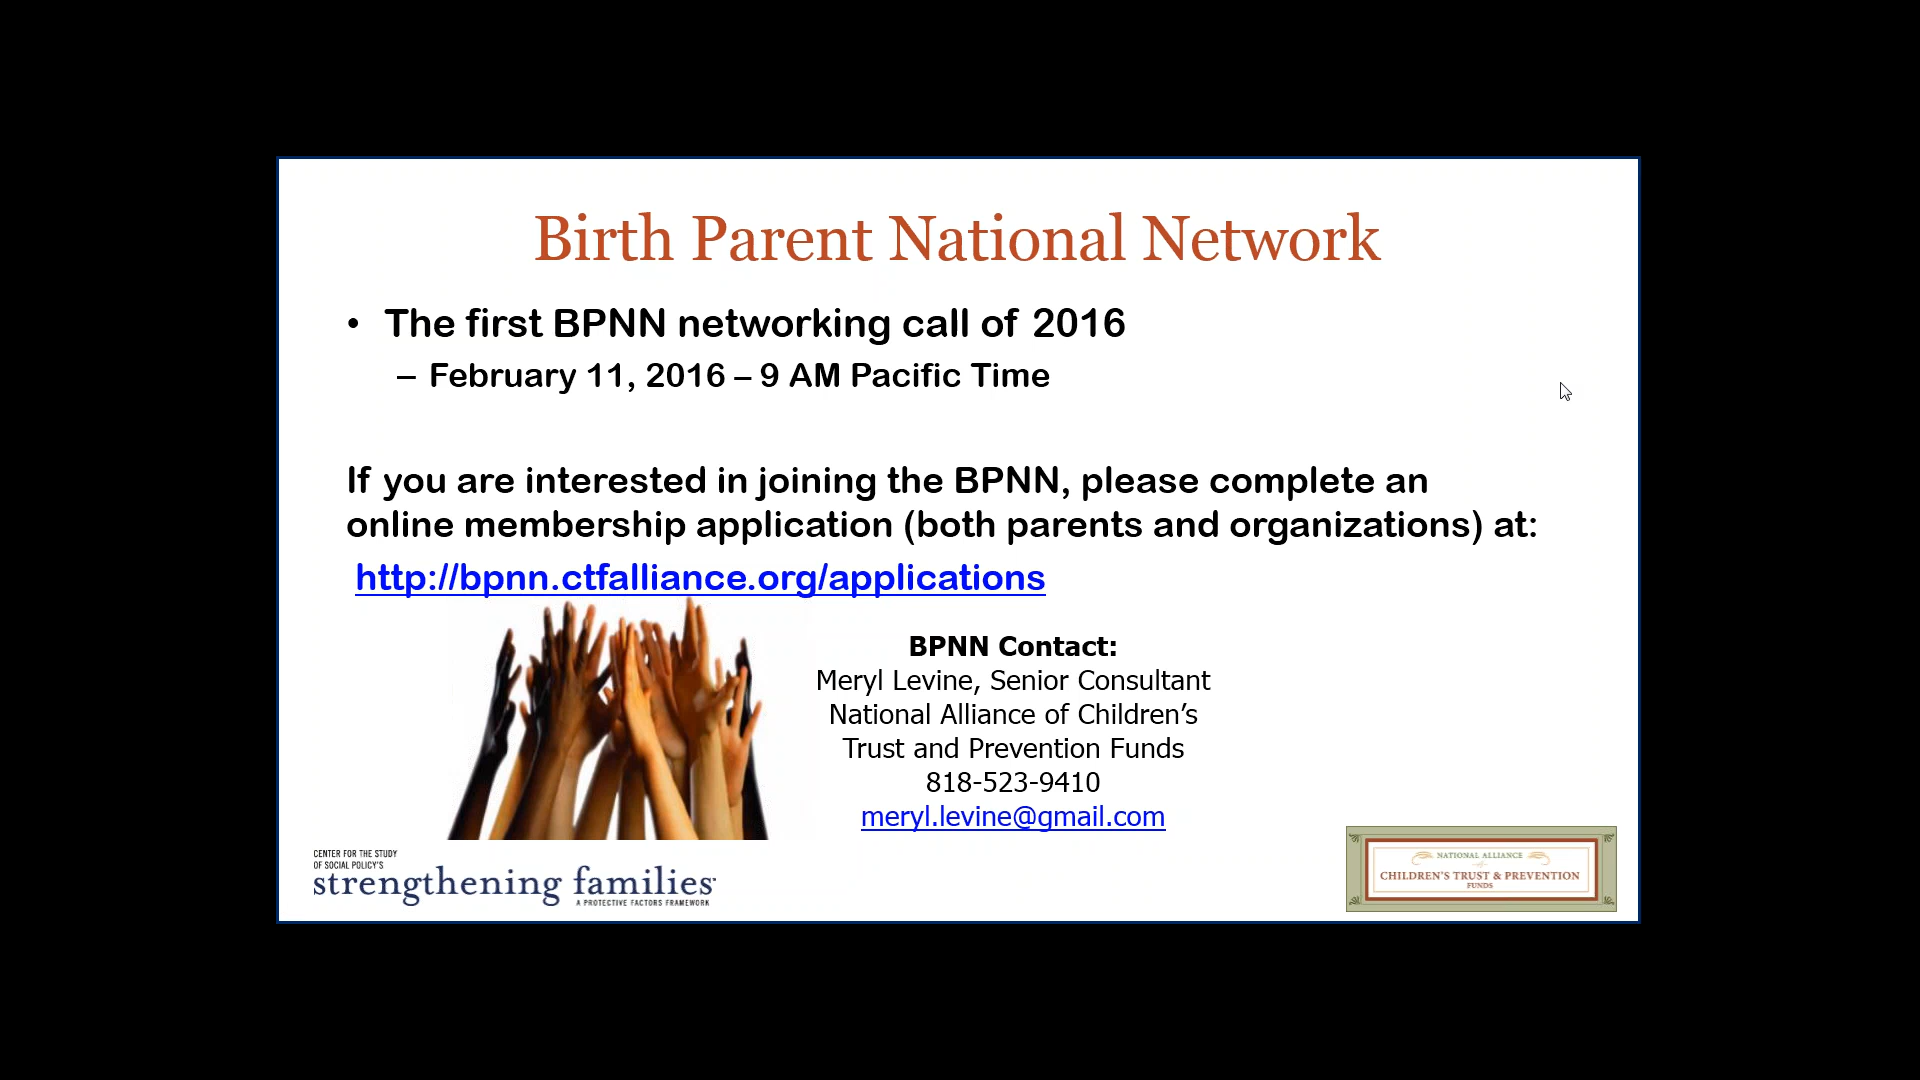 Birth Parent National Network
• The first BPNN networking call of 2016
– February 11, 2016 – 9 AM Pacific Time
If you are interested in joining the BPNN, please complete an
online membership application (both parents and organizations) at:
http://bpnn.ctfalliance.org/applications
BPNN Contact:
Meryl Levine, Senior Consultant
National Alliance of Children’s
Trust and Prevention Funds
818-523-9410
meryl.levine@gmail.com
CENTER FOR THE STUDY
OF SOCIAL POLICY'S
strengthening families
A PROTECTIVE FACTORS FRAMEWORK
NATIONAL ALLIANCE
CHILDREN'S TRUST & PREVENTION
FUNDS